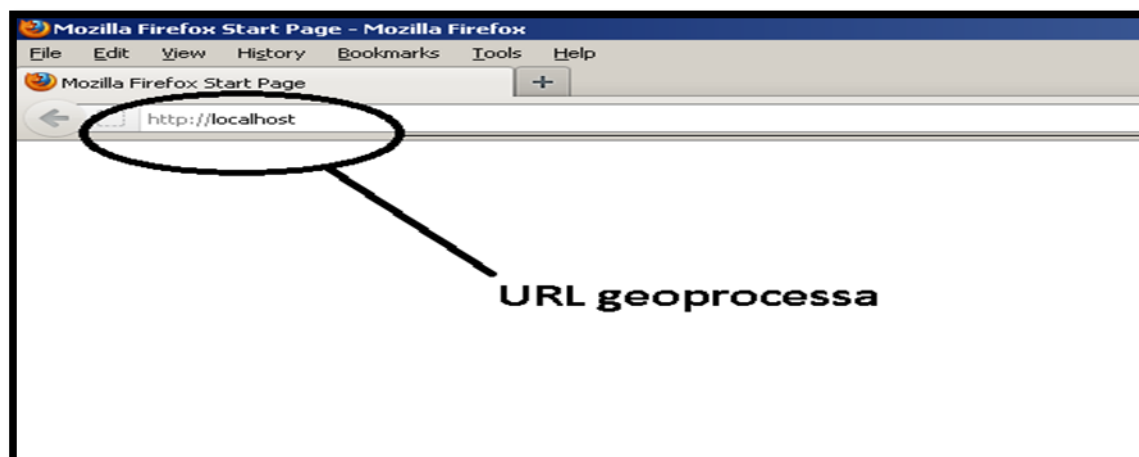 Mozilla Firefox Start Page - Mozilla Firefox
File Edit View History Bookmarks Tools Help
Mozilla Firefox Start Page +
http://localhost
URL geoprocessa